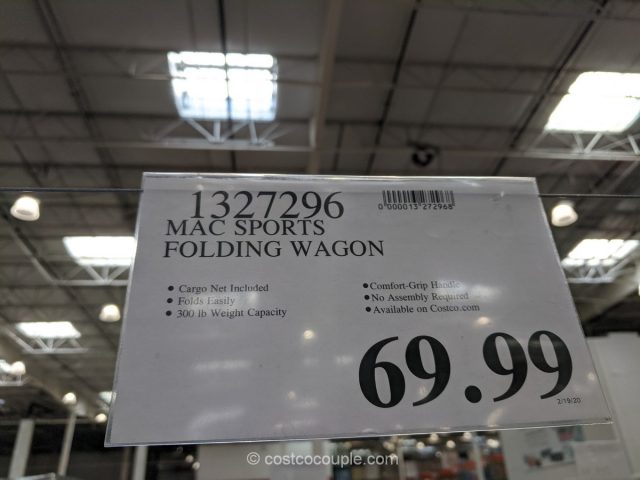 1327296
0 000013 272968
MAC SPORTS
FOLDING WAGON
• Cargo Net Included
• Folds Easily
• 300 lb Weight Capacity
• Comfort-Grip Handle
• No Assembly Required
• Available on Costco.com
69.99
2/19/20
© costcocouple.com